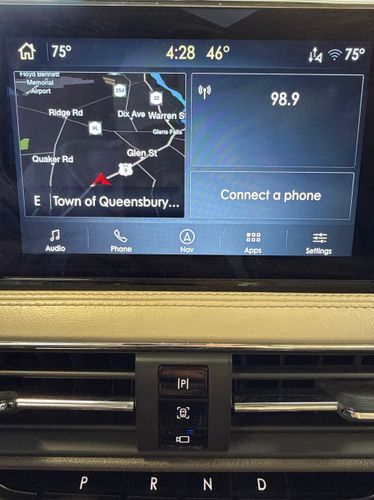 75° 4:28 46° 75°
Floyd Bennett
Memorial
Airport
254
32
Ridge Rd
Dix Ave Warren S
9L
Glens Falls
Glen St
Quaker Rd
9
E Town of Queensbury...
98.9
Connect a phone
Audio Phone Nav Apps Settings
P
P R N D